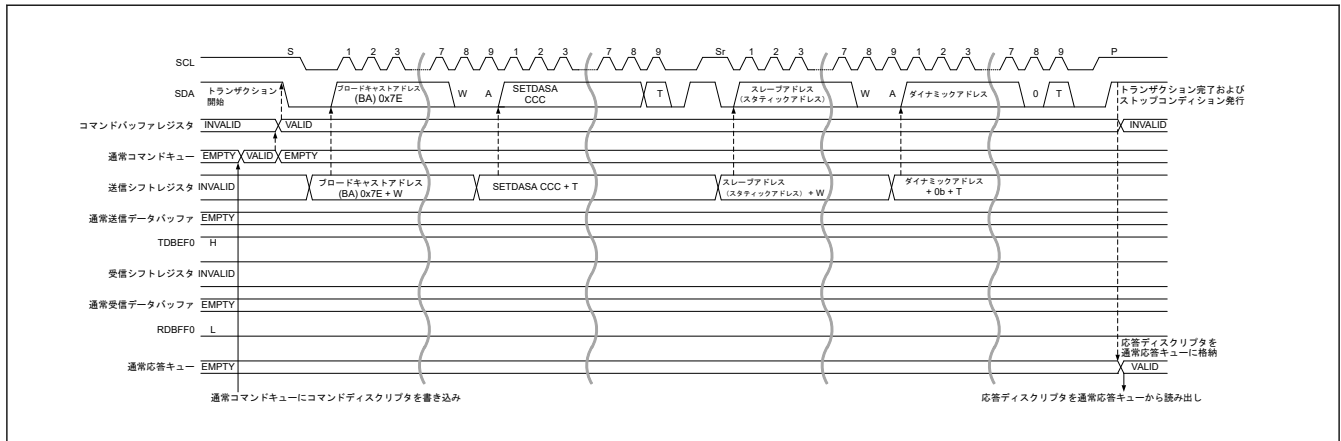 S 1 2 3 7 8 9 1 2 3 7 8 9 Sr 1 2 3 7 8 9 1 2 3 7 8 9 P
SCL
SDA
トランザクション
開始
ブロードキャストアドレス
(BA) 0x7E
W
A
SETDASA
CCC
T
スレーブアドレス
(スタティックアドレス)
W
A
ダイナミックアドレス
0
T
トランザクション完了および
ストップコンディション発行
コマンドバッファレジスタ INVALID VALID INVALID
通常コマンドキュー EMPTY VALID EMPTY
送信シフトレジスタ INVALID
ブロードキャストアドレス
(BA) 0x7E + W
SETDASA CCC + T
スレーブアドレス
(スタティックアドレス) + W
ダイナミックアドレス
+ 0b + T
通常送信データバッファ EMPTY
TDBEF0 H
受信シフトレジスタ INVALID
通常受信データバッファ EMPTY
RDBFF0 L
応答ディスクリプタを
通常応答キューに格納
通常応答キュー EMPTY VALID
通常コマンドキューにコマンドディスクリプタを書き込み
応答ディスクリプタを通常応答キューから読み出し